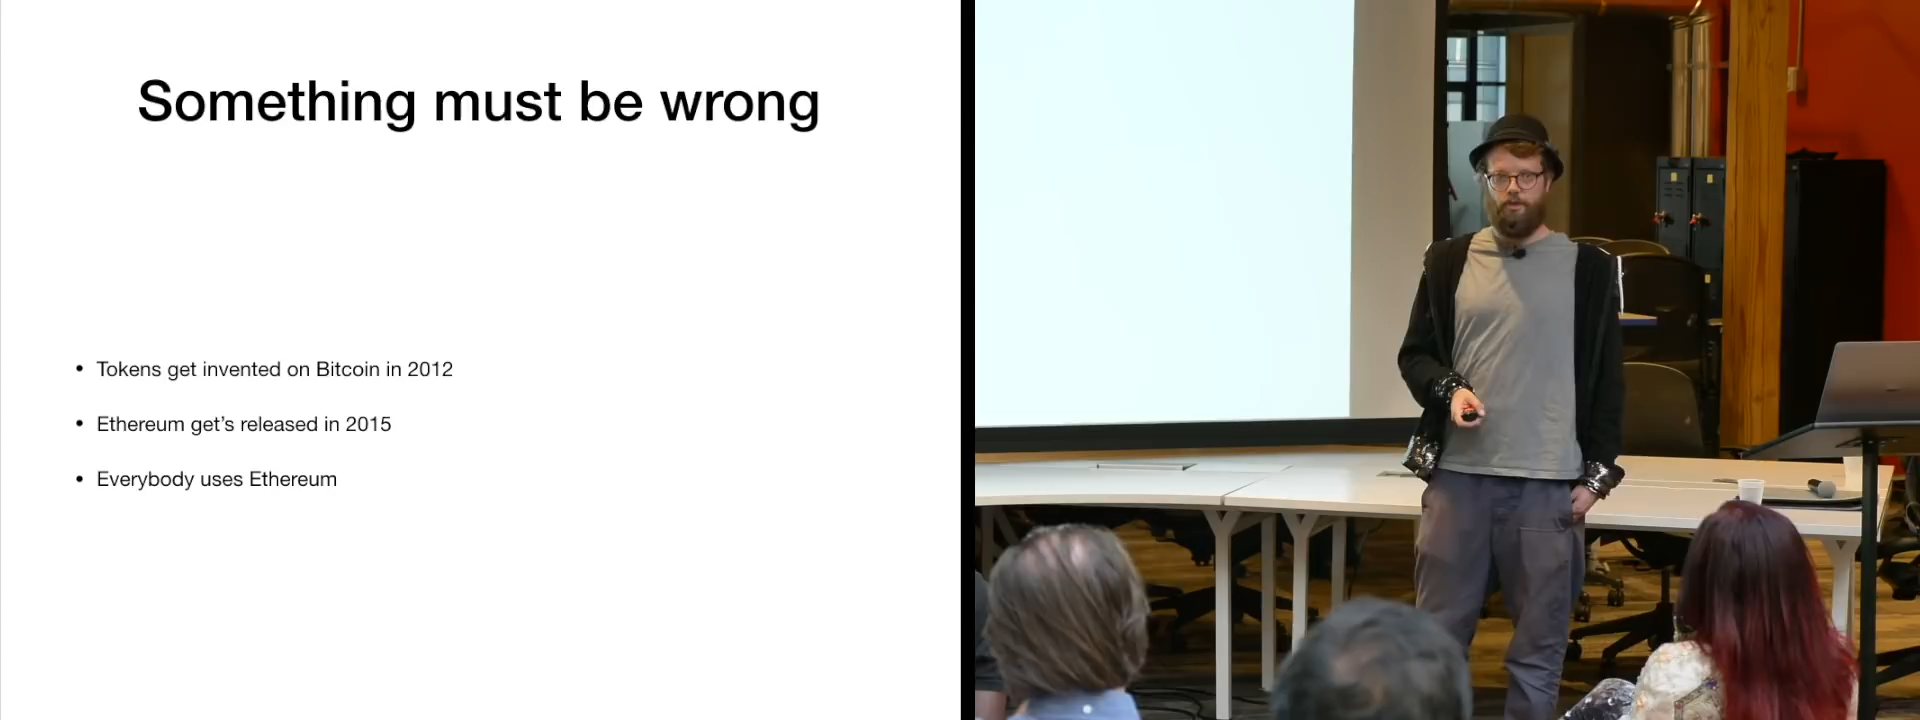 Something must be wrong
• Tokens get invented on Bitcoin in 2012
• Ethereum get’s released in 2015
• Everybody uses Ethereum